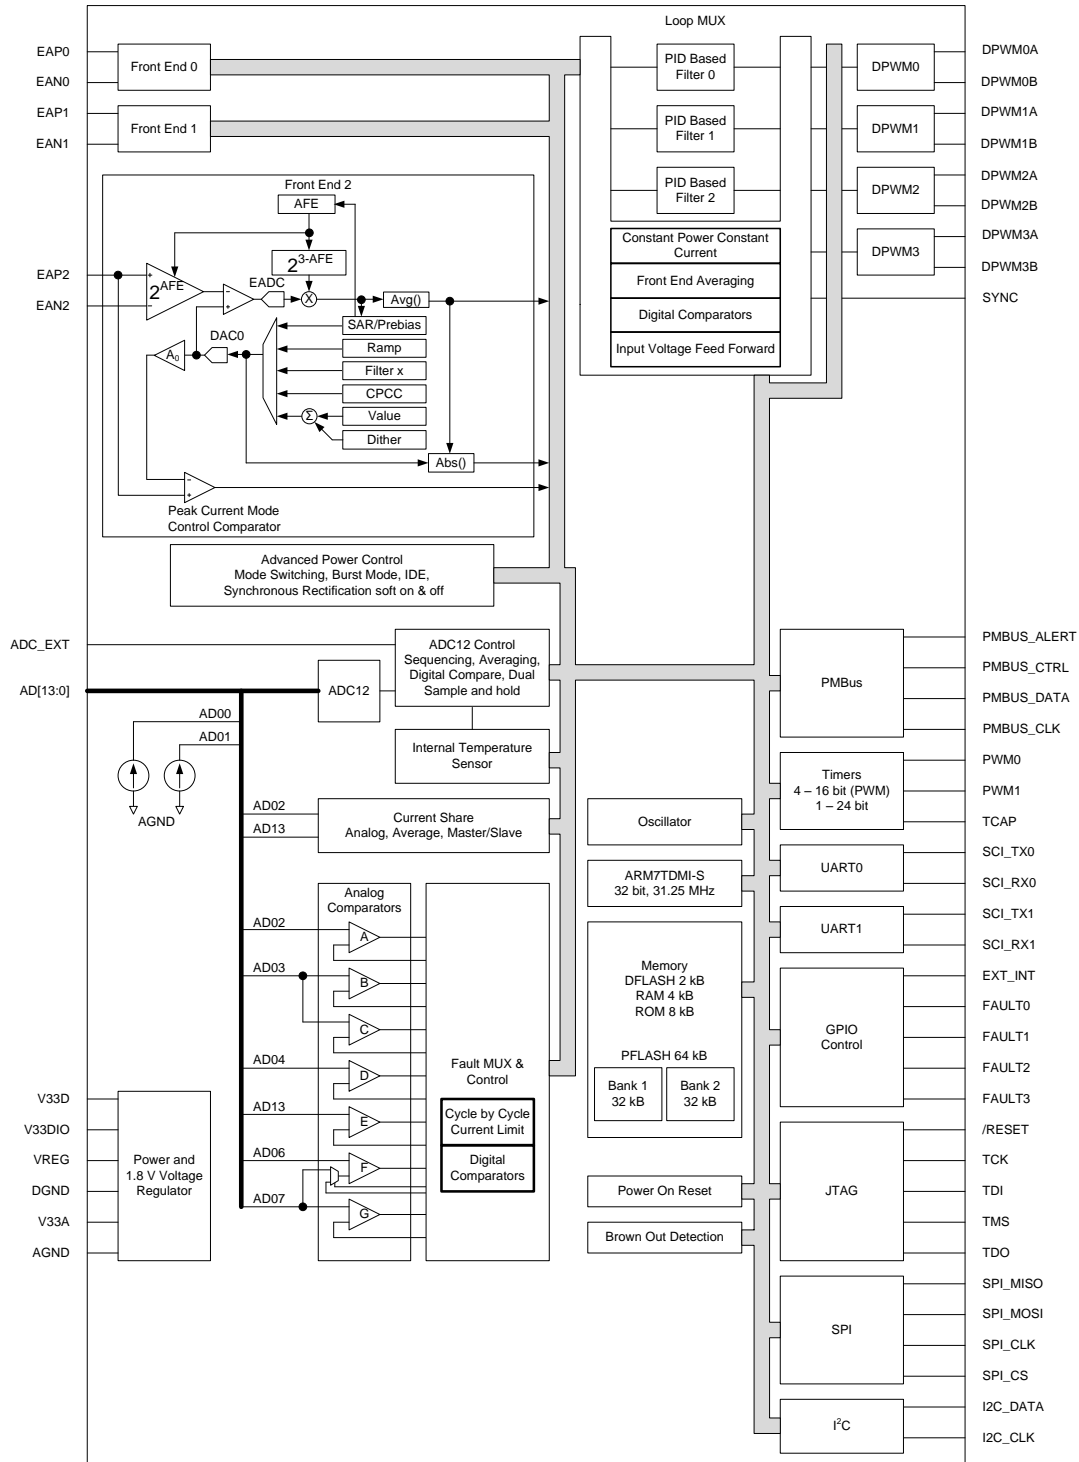 Loop MUX
EAP0
EAN0
EAP1
EAN1
Front End 0
Front End 1
PID Based
Filter 0
PID Based
Filter 1
PID Based
Filter 2
Constant Power Constant
Current
Front End Averaging
Digital Comparators
Input Voltage Feed Forward
DPWM0
DPWM1
DPWM2
DPWM3
DPWM0A
DPWM0B
DPWM1A
DPWM1B
DPWM2A
DPWM2B
DPWM3A
DPWM3B
SYNC
Front End 2
AFE
2^3-AFE
EAP2
EAN2
+
−
2^AFE
−
+
EADC
X
Avg()
SAR/Prebias
Ramp
Filter x
CPCC
Value
Dither
Σ
DAC0
A₀
Abs()
−
+
Peak Current Mode
Control Comparator
Advanced Power Control
Mode Switching, Burst Mode, IDE,
Synchronous Rectification soft on & off
ADC_EXT
AD[13:0]
ADC12
ADC12 Control
Sequencing, Averaging,
Digital Compare, Dual
Sample and hold
Internal Temperature
Sensor
AD00
AD01
AGND
AD02
AD13
Current Share
Analog, Average, Master/Slave
Analog
Comparators
AD02
AD03
AD04
AD13
AD06
AD07
A
B
C
D
E
F
G
Fault MUX &
Control
Cycle by Cycle
Current Limit
Digital
Comparators
V33D
V33DIO
VREG
DGND
V33A
AGND
Power and
1.8 V Voltage
Regulator
Oscillator
ARM7TDMI-S
32 bit, 31.25 MHz
Memory
DFLASH 2 kB
RAM 4 kB
ROM 8 kB
PFLASH 64 kB
Bank 1
32 kB
Bank 2
32 kB
Power On Reset
Brown Out Detection
PMBus
PMBUS_ALERT
PMBUS_CTRL
PMBUS_DATA
PMBUS_CLK
Timers
4 – 16 bit (PWM)
1 – 24 bit
PWM0
PWM1
TCAP
UART0
SCI_TX0
SCI_RX0
UART1
SCI_TX1
SCI_RX1
GPIO
Control
EXT_INT
FAULT0
FAULT1
FAULT2
FAULT3
JTAG
/RESET
TCK
TDI
TMS
TDO
SPI
SPI_MISO
SPI_MOSI
SPI_CLK
SPI_CS
I²C
I2C_DATA
I2C_CLK